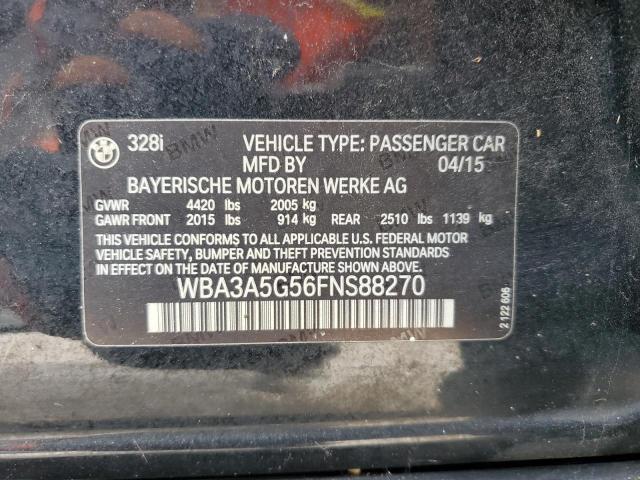 328i VEHICLE TYPE: PASSENGER CAR
MFD BY 04/15
BAYERISCHE MOTOREN WERKE AG
GVWR 4420 lbs 2005 kg
GAWR FRONT 2015 lbs 914 kg REAR 2510 lbs 1139 kg
THIS VEHICLE CONFORMS TO ALL APPLICABLE U.S. FEDERAL MOTOR
VEHICLE SAFETY, BUMPER AND THEFT PREVENTION STANDARDS
IN EFFECT ON THE DATE OF MANUFACTURE SHOWN ABOVE.
WBA3A5G56FNS88270
2 122 606